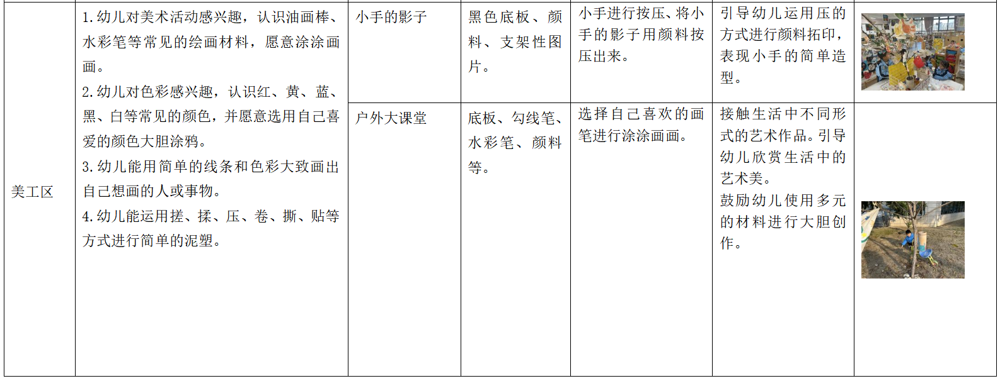 美工区
1.幼儿对美术活动感兴趣，认识油画棒、
水彩笔等常见的绘画材料，愿意涂涂画
画。
2.幼儿对色彩感兴趣，认识红、黄、蓝、
黑、白等常见的颜色，并愿意选用自己喜
爱的颜色大胆涂鸦。
3.幼儿能用简单的线条和色彩大致画出
自己想画的人或事物。
4.幼儿能运用搓、揉、压、卷、撕、贴等
方式进行简单的泥塑。
小手的影子
黑色底板、颜
料、支架性图
片。
小手进行按压、将小
手的影子用颜料按
压出来。
引导幼儿运用压的
方式进行颜料拓印，
表现小手的简单造
型。
户外大课堂
底板、勾线笔、
水彩笔、颜料
等。
选择自己喜欢的画
笔进行涂涂画画。
接触生活中不同形
式的艺术作品。引导
幼儿欣赏生活中的
艺术美。
鼓励幼儿使用多元
的材料进行大胆创
作。